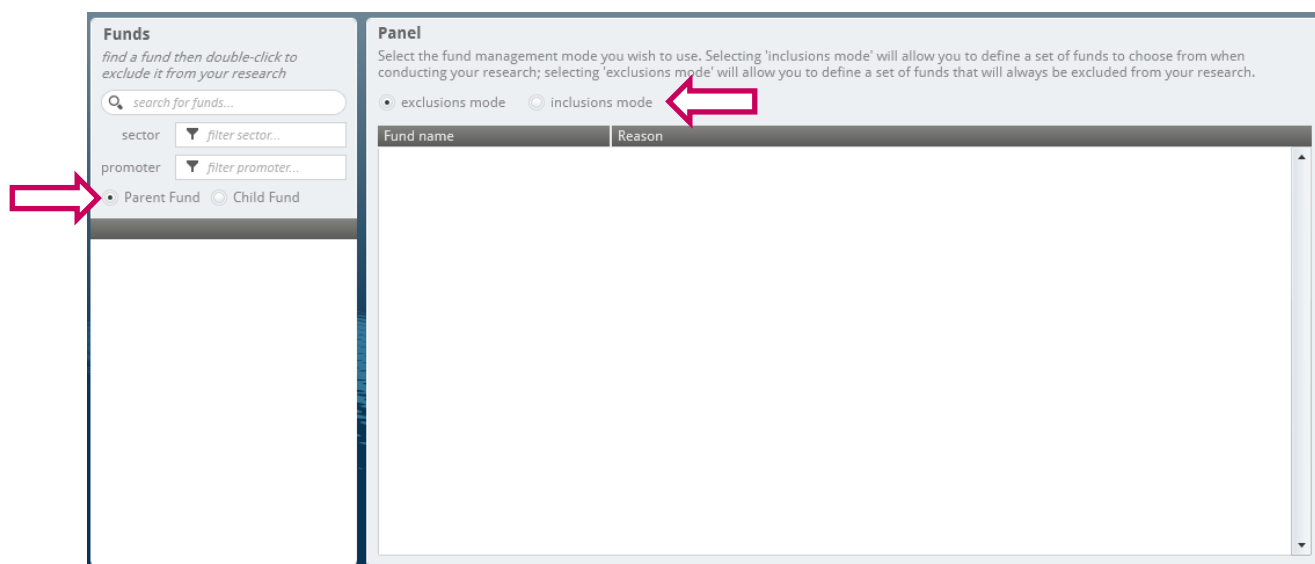 Funds
find a fund then double-click to
exclude it from your research
search for funds...
sector filter sector...
promoter filter promoter...
Parent Fund Child Fund
Panel
Select the fund management mode you wish to use. Selecting 'inclusions mode' will allow you to define a set of funds to choose from when
conducting your research; selecting 'exclusions mode' will allow you to define a set of funds that will always be excluded from your research.
exclusions mode inclusions mode
Fund name Reason